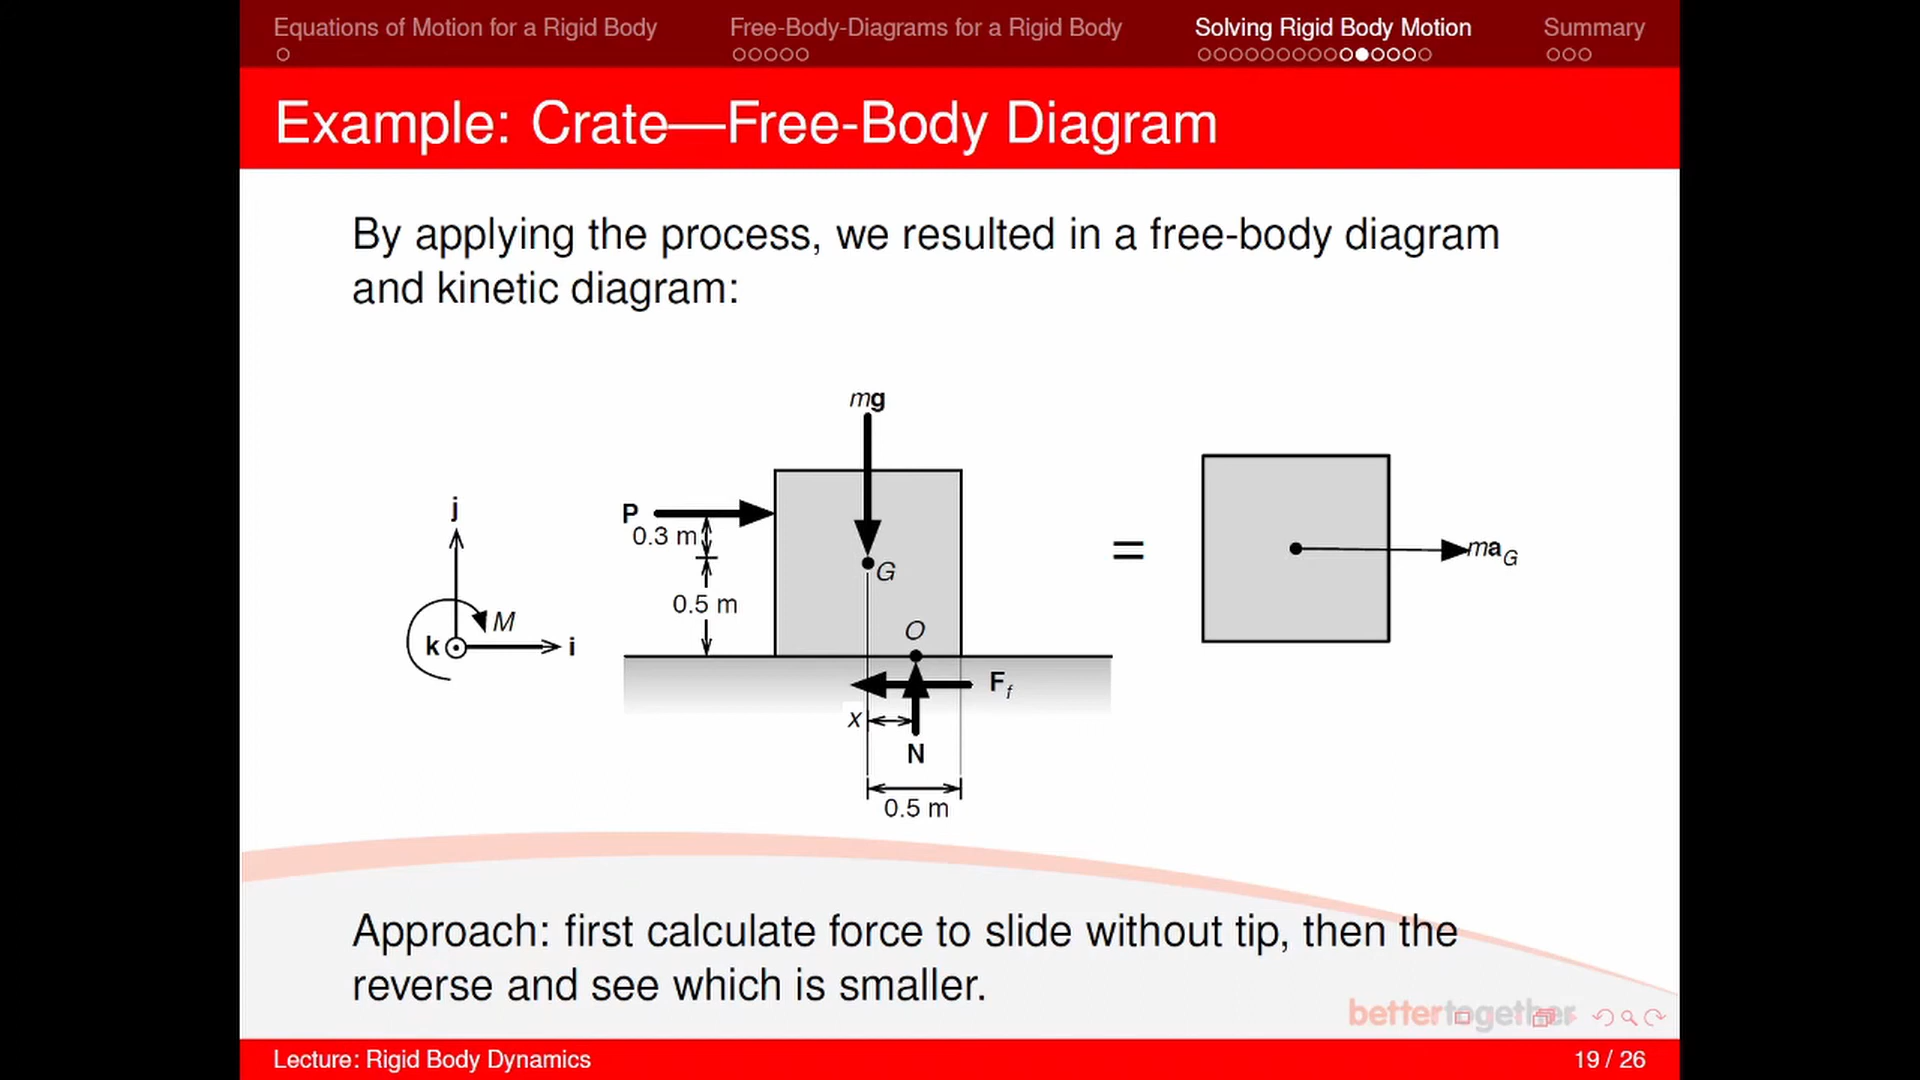 Equations of Motion for a Rigid Body
Free-Body-Diagrams for a Rigid Body
Solving Rigid Body Motion
Summary
Example: Crate—Free-Body Diagram
By applying the process, we resulted in a free-body diagram
and kinetic diagram:
mg
P
0.3 m
G
0.5 m
j
M
k
i
O
F_f
x
N
0.5 m
=
ma_G
Approach: first calculate force to slide without tip, then the
reverse and see which is smaller.
bettertogether
Lecture: Rigid Body Dynamics
19 / 26